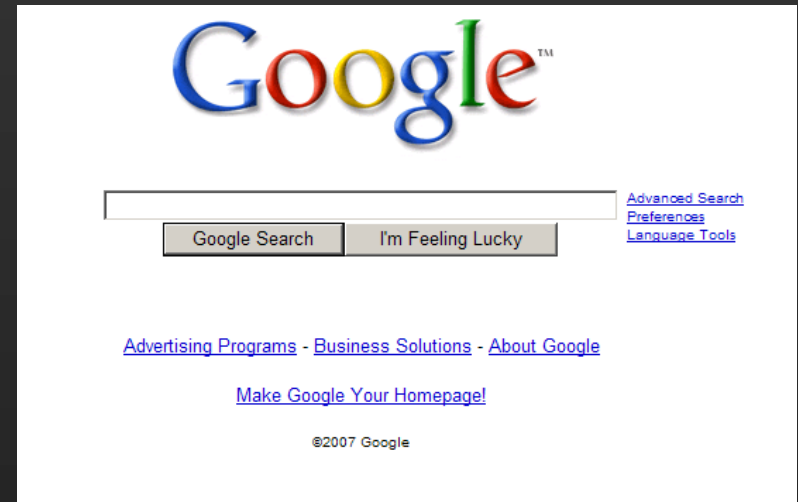 Google™
Advanced Search
Preferences
Language Tools
Google Search I'm Feeling Lucky
Advertising Programs - Business Solutions - About Google
Make Google Your Homepage!
©2007 Google